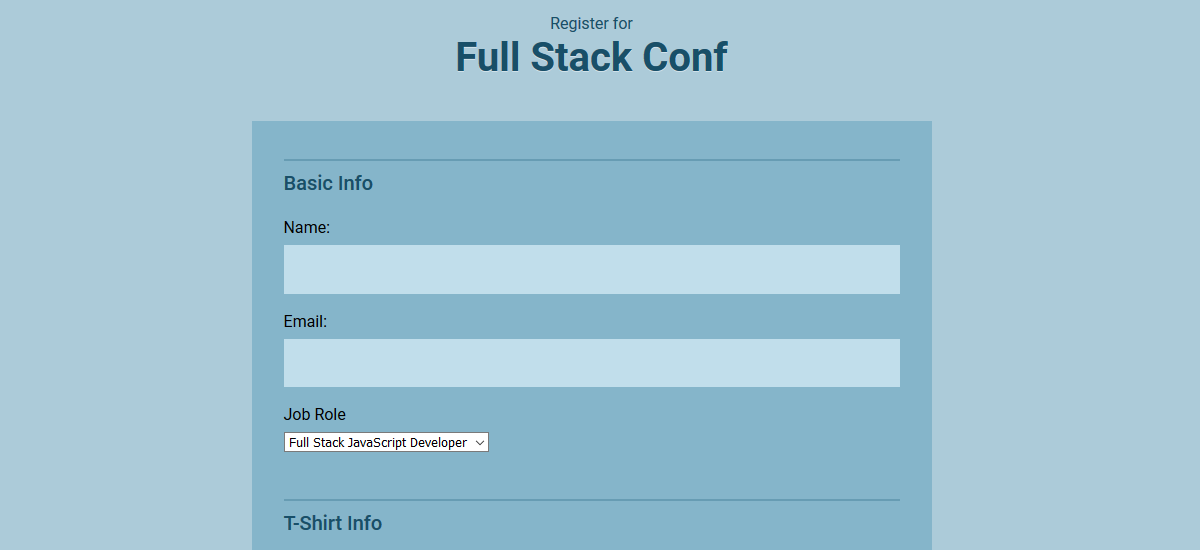 Register for
Full Stack Conf
Basic Info
Name:
Email:
Job Role
Full Stack JavaScript Developer
T-Shirt Info